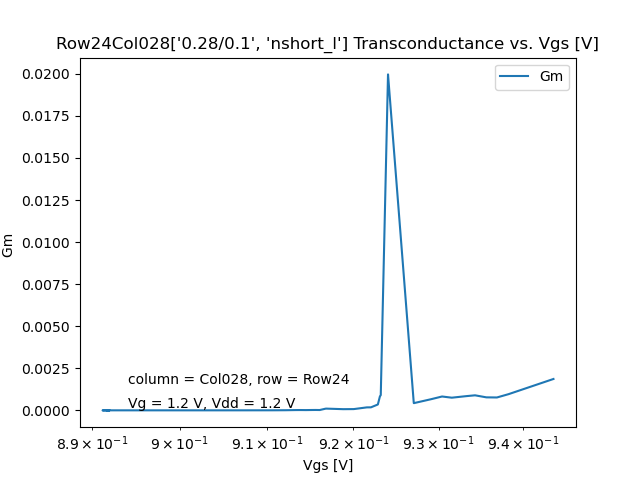 Row24Col028['0.28/0.1', 'nshort_l'] Transconductance vs. Vgs [V]
Gm
0.0200
0.0175
0.0150
0.0125
0.0100
0.0075
0.0050
0.0025
0.0000
Gm
column = Col028, row = Row24
Vg = 1.2 V, Vdd = 1.2 V
8.9 × 10⁻¹ 9 × 10⁻¹ 9.1 × 10⁻¹ 9.2 × 10⁻¹ 9.3 × 10⁻¹ 9.4 × 10⁻¹
Vgs [V]